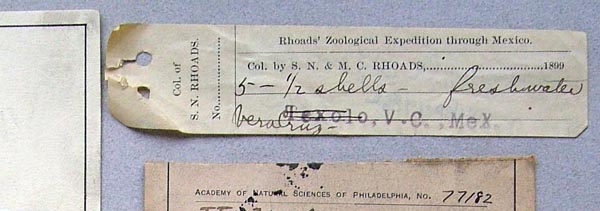 Col. of
S. N. RHOADS.
No.
Rhoads' Zoological Expedition through Mexico.
Col. by S. N. & M. C. RHOADS,....................1899
5 - 1/2 shells - freshwater
Veracruz - Texolo, V.C., Mex.
ACADEMY OF NATURAL SCIENCES OF PHILADELPHIA, No. 77182